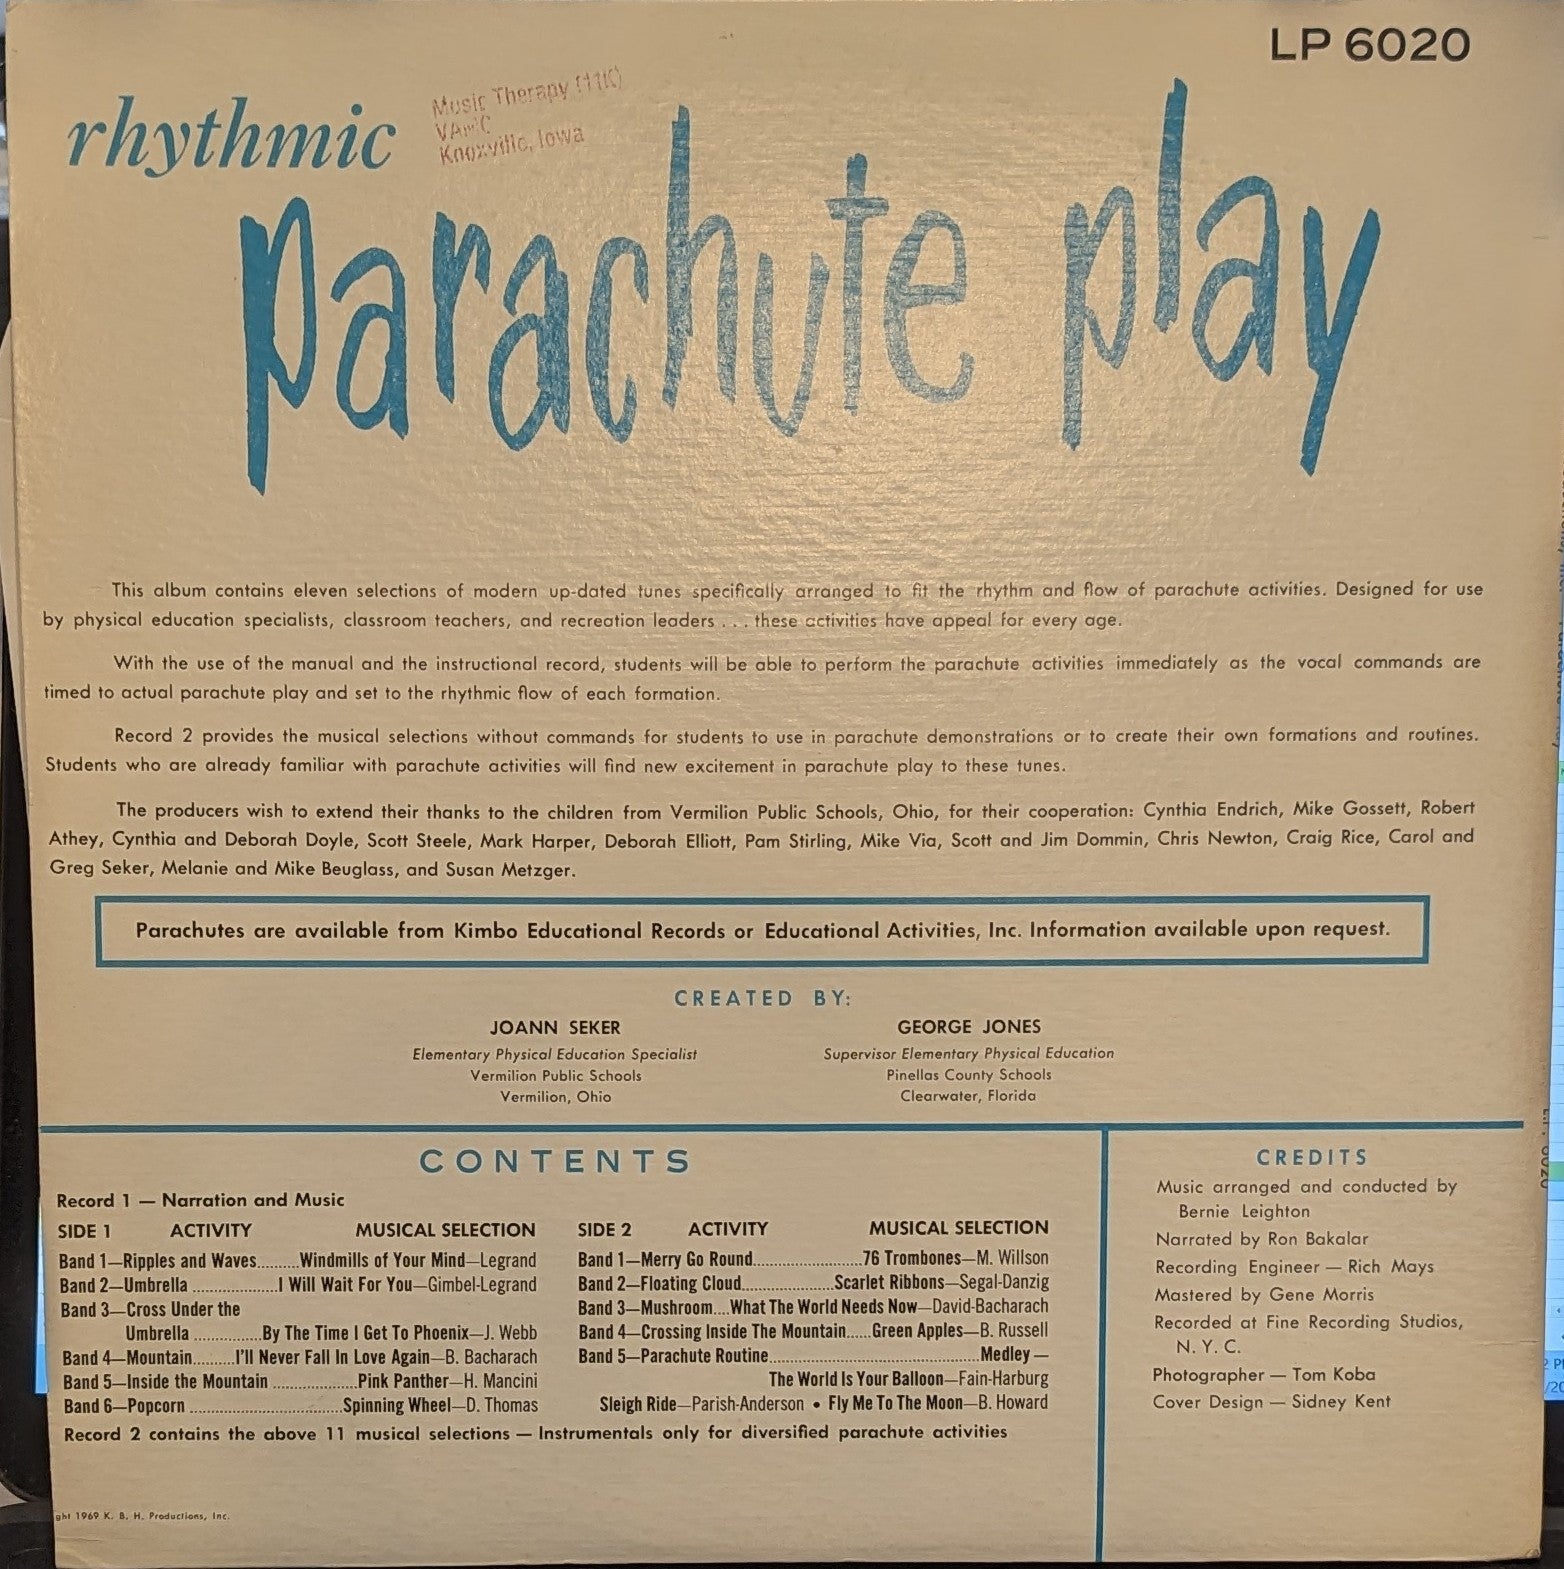 LP 6020
rhythmic
Music Therapy (11K)
Knoxville, Iowa
parachute play
This album contains eleven selections of modern up-dated tunes specifically arranged to fit the rhythm and flow of parachute activities. Designed for use
by physical education specialists, classroom teachers, and recreation leaders . . . these activities have appeal for every age.
With the use of the manual and the instructional record, students will be able to perform the parachute activities immediately as the vocal commands are
timed to actual parachute play and set to the rhythmic flow of each formation.
Record 2 provides the musical selections without commands for students to use in parachute demonstrations or to create their own formations and routines.
Students who are already familiar with parachute activities will find new excitement in parachute play to these tunes.
The producers wish to extend their thanks to the children from Vermilion Public Schools, Ohio, for their cooperation: Cynthia Endrich, Mike Gossett, Robert
Athey, Cynthia and Deborah Doyle, Scott Steele, Mark Harper, Deborah Elliott, Pam Stirling, Mike Via, Scott and Jim Dommin, Chris Newton, Craig Rice, Carol and
Greg Seker, Melanie and Mike Beuglass, and Susan Metzger.
Parachutes are available from Kimbo Educational Records or Educational Activities, Inc. Information available upon request.
CREATED BY:
JOANN SEKER
Elementary Physical Education Specialist
Vermilion Public Schools
Vermilion, Ohio
GEORGE JONES
Supervisor Elementary Physical Education
Pinellas County Schools
Clearwater, Florida
CONTENTS
Record 1 — Narration and Music
SIDE 1 ACTIVITY MUSICAL SELECTION
Band 1—Ripples and Waves.........Windmills of Your Mind—Legrand
Band 2—Umbrella ....................I Will Wait For You—Gimbel-Legrand
Band 3—Cross Under the
Umbrella ...............By The Time I Get To Phoenix—J. Webb
Band 4—Mountain.........I'll Never Fall In Love Again—B. Bacharach
Band 5—Inside the Mountain ...................Pink Panther—H. Mancini
Band 6—Popcorn ...................................Spinning Wheel—D. Thomas
SIDE 2 ACTIVITY MUSICAL SELECTION
Band 1—Merry Go Round.........................76 Trombones—M. Willson
Band 2—Floating Cloud.....................Scarlet Ribbons—Segal-Danzig
Band 3—Mushroom....What The World Needs Now—David-Bacharach
Band 4—Crossing Inside The Mountain......Green Apples—B. Russell
Band 5—Parachute Routine................................................Medley—
The World Is Your Balloon—Fain-Harburg
Sleigh Ride—Parish-Anderson • Fly Me To The Moon—B. Howard
Record 2 contains the above 11 musical selections — Instrumentals only for diversified parachute activities
CREDITS
Music arranged and conducted by
Bernie Leighton
Narrated by Ron Bakalar
Recording Engineer — Rich Mays
Mastered by Gene Morris
Recorded at Fine Recording Studios,
N. Y. C.
Photographer — Tom Koba
Cover Design — Sidney Kent
ght 1969 K. B. H. Productions, Inc.